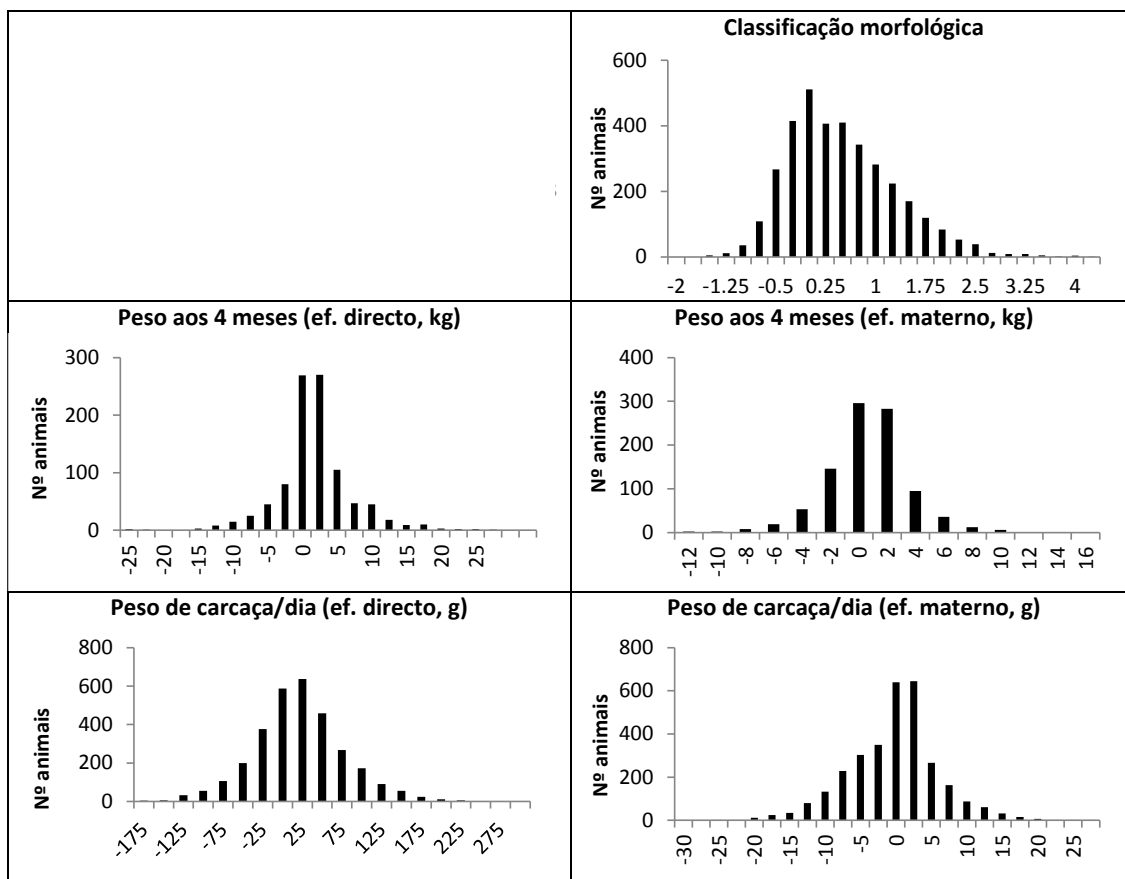 Classificação morfológica
Nº animais
600
400
200
0
-2 -1.25 -0.5 0.25 1 1.75 2.5 3.25 4
Peso aos 4 meses (ef. directo, kg)
Nº animais
300
200
100
0
-25 -20 -15 -10 -5 0 5 10 15 20 25
Peso aos 4 meses (ef. materno, kg)
Nº animais
400
300
200
100
0
-12 -10 -8 -6 -4 -2 0 2 4 6 8 10 12 14 16
Peso de carcaça/dia (ef. directo, g)
Nº animais
800
600
400
200
0
-175 -125 -75 -25 25 75 125 175 225 275
Peso de carcaça/dia (ef. materno, g)
Nº animais
800
600
400
200
0
-30 -25 -20 -15 -10 -5 0 5 10 15 20 25